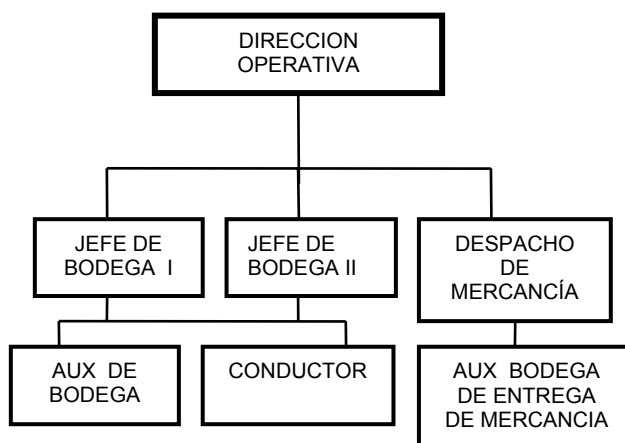 DIRECCION
OPERATIVA
JEFE DE
BODEGA I
JEFE DE
BODEGA II
DESPACHO
DE
MERCANCÍA
AUX DE
BODEGA
CONDUCTOR
AUX BODEGA
DE ENTREGA
DE MERCANCIA